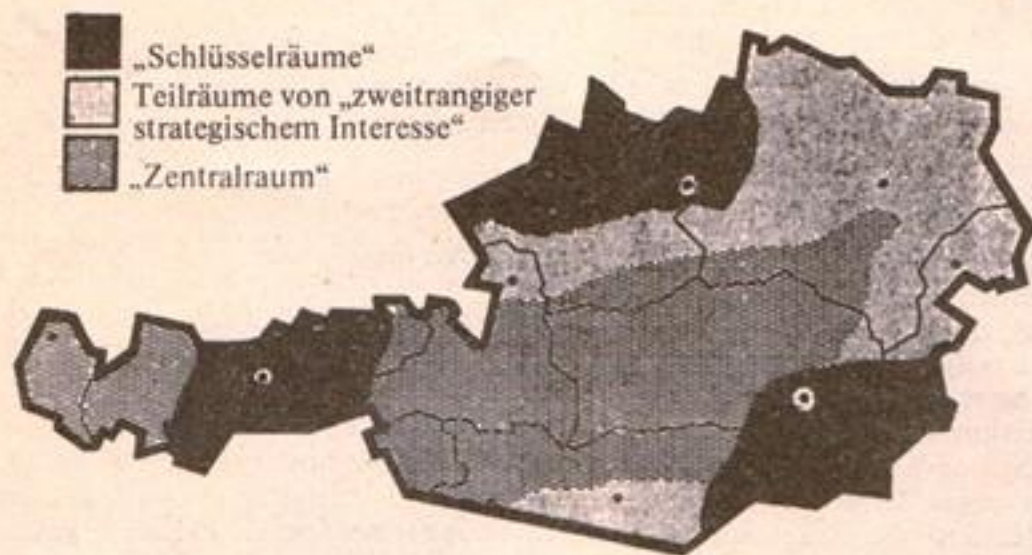 „Schlüsselräume“
Teilräume von „zweitrangiger
strategischem Interesse“
„Zentralraum“